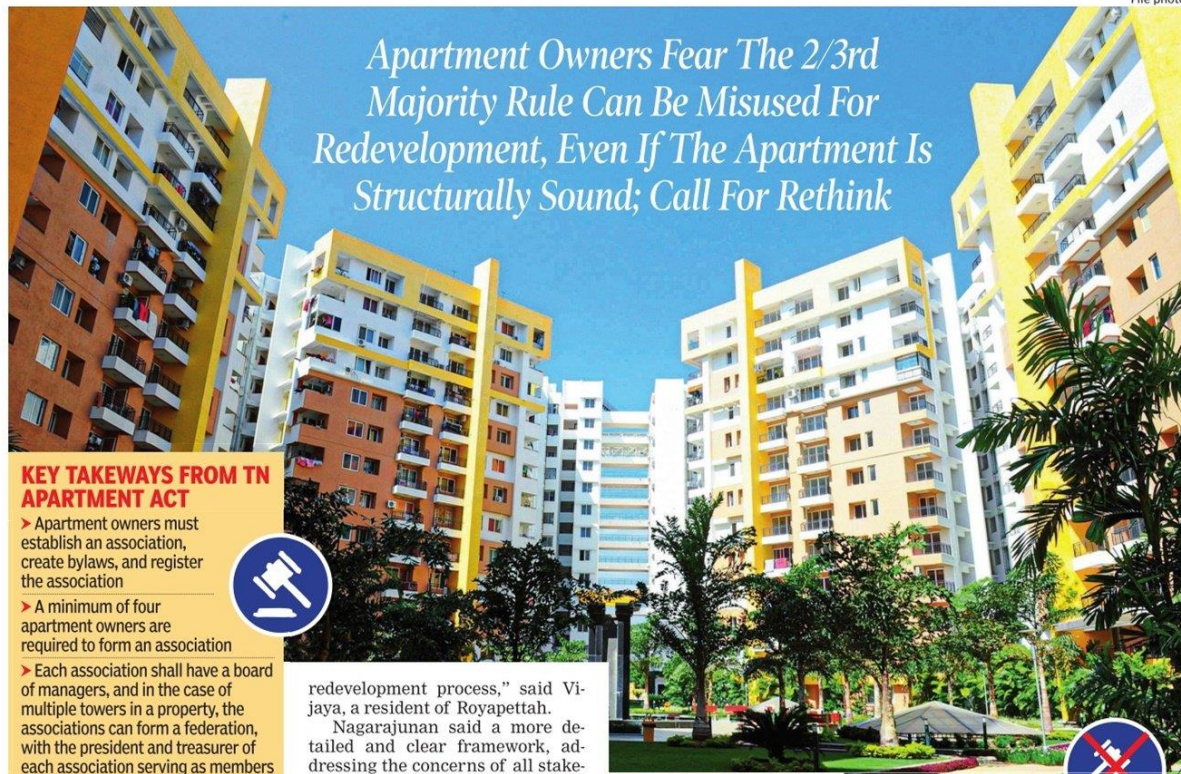 File photo
Apartment Owners Fear The 2/3rd
Majority Rule Can Be Misused For
Redevelopment, Even If The Apartment Is
Structurally Sound; Call For Rethink
KEY TAKEWAYS FROM TN
APARTMENT ACT
➤ Apartment owners must
establish an association,
create bylaws, and register
the association
➤ A minimum of four
apartment owners are
required to form an association
➤ Each association shall have a board
of managers, and in the case of
multiple towers in a property, the
associations can form a federation,
with the president and treasurer of
each association serving as members
redevelopment process,” said Vi-
jaya, a resident of Royapettah.
Nagarajunan said a more de-
tailed and clear framework, ad-
dressing the concerns of all stake-